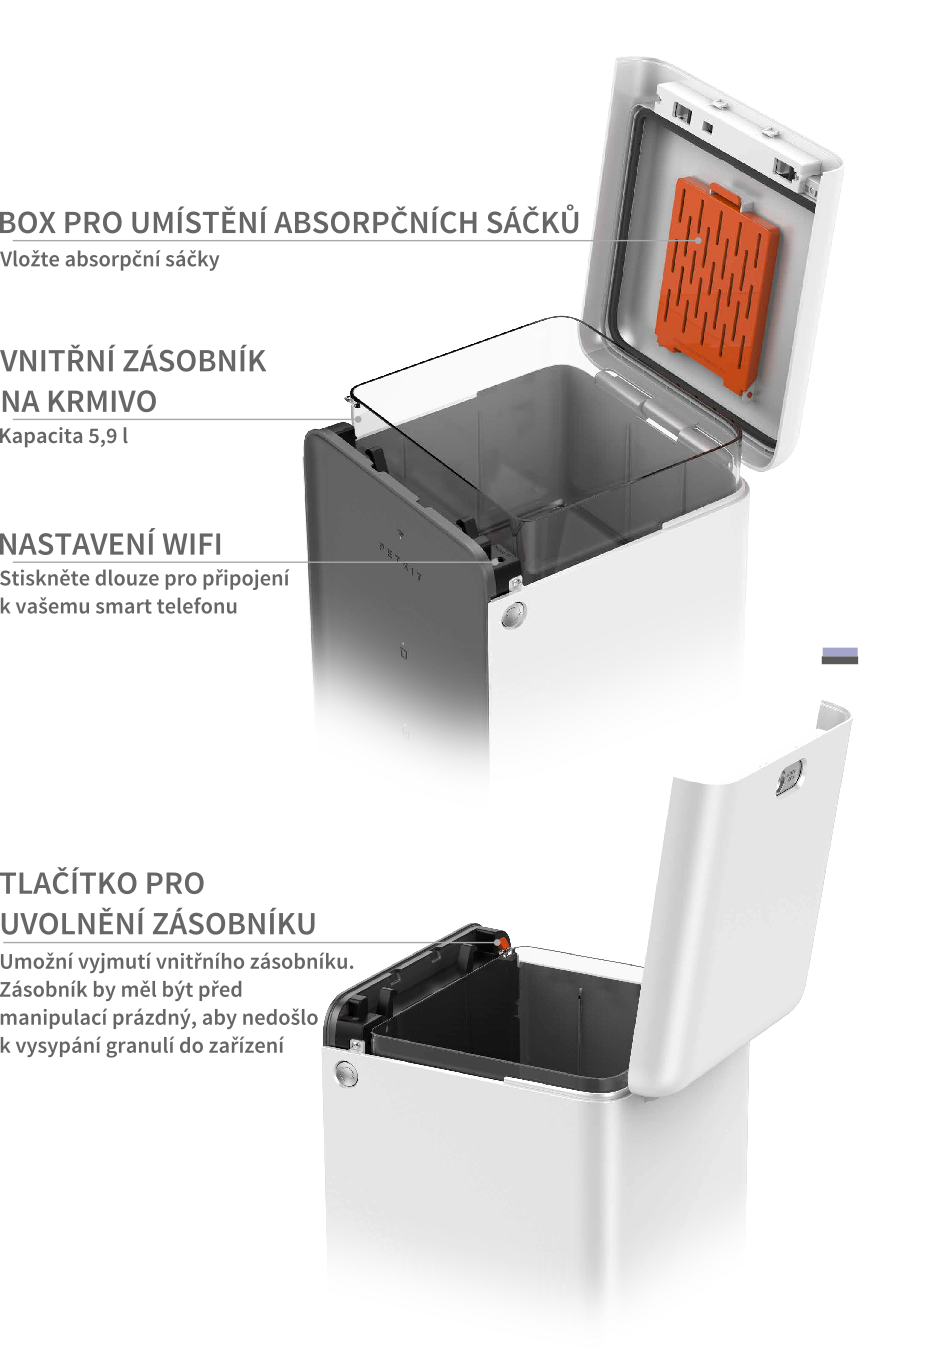 BOX PRO UMÍSTĚNÍ ABSORPČNÍCH SÁČKŮ
Vložte absorpční sáčky
VNITŘNÍ ZÁSOBNÍK
NA KRMIVO
Kapacita 5,9 l
PETKIT
NASTAVENÍ WIFI
Stiskněte dlouze pro připojení
k vašemu smart telefonu
TLAČÍTKO PRO
UVOLNĚNÍ ZÁSOBNÍKU
Umožní vyjmutí vnitřního zásobníku.
Zásobník by měl být před
manipulací prázdný, aby nedošlo
k vysypání granulí do zařízení